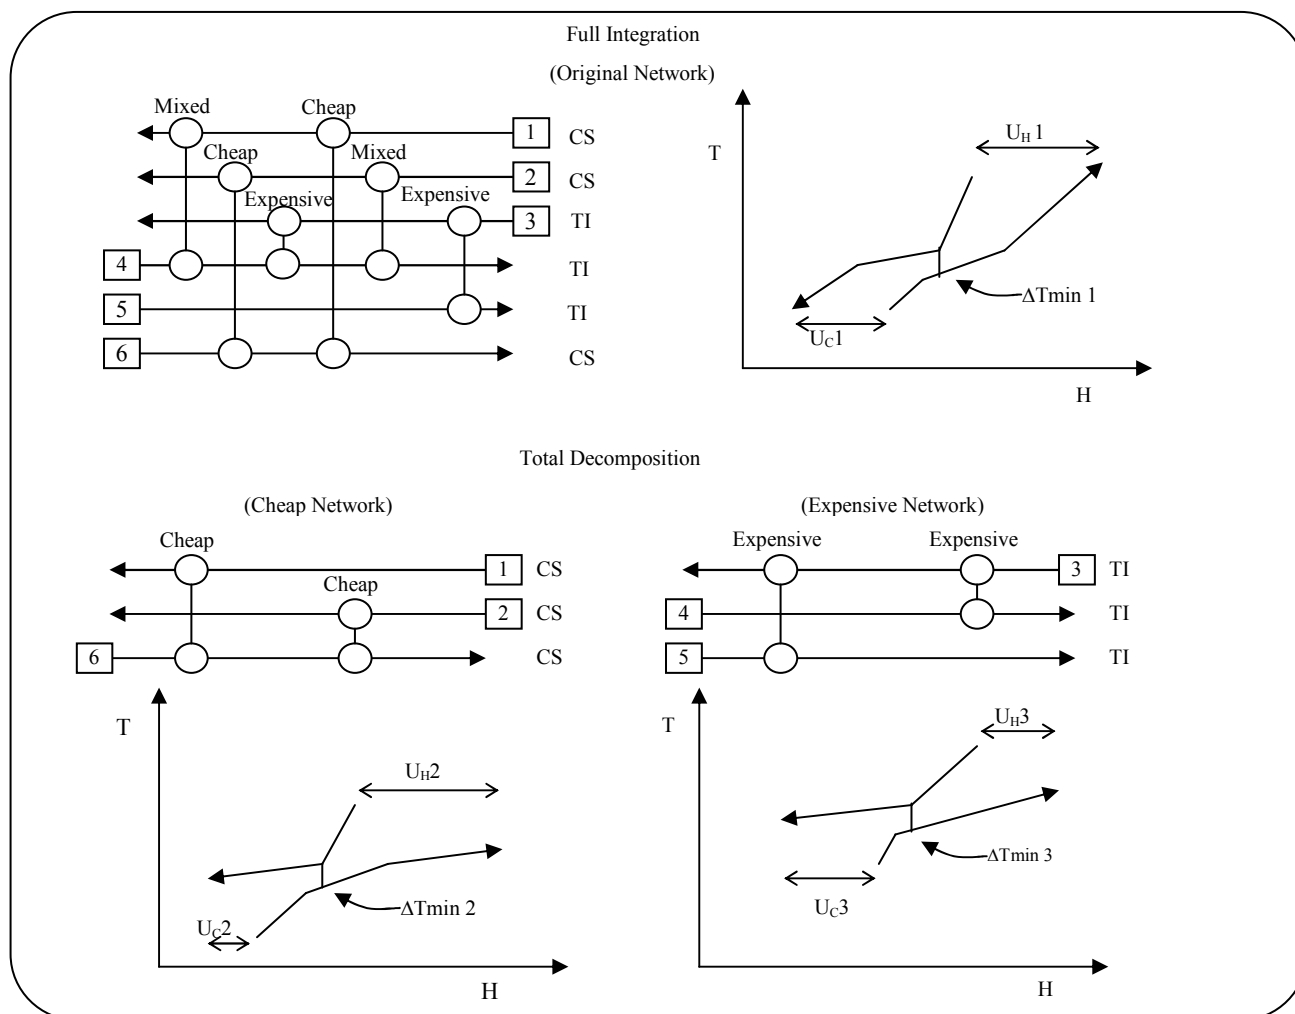 Full Integration
(Original Network)
Mixed
Cheap
1
CS
Cheap
Mixed
2
CS
Expensive
Expensive
3
TI
4
TI
5
TI
6
CS
T
UH 1
ΔTmin 1
UC1
H
Total Decomposition
(Cheap Network)
Cheap
1
CS
Cheap
2
CS
6
CS
T
UH2
ΔTmin 2
UC2
H
(Expensive Network)
Expensive
Expensive
3
TI
4
TI
5
TI
T
UH3
ΔTmin 3
UC3
H